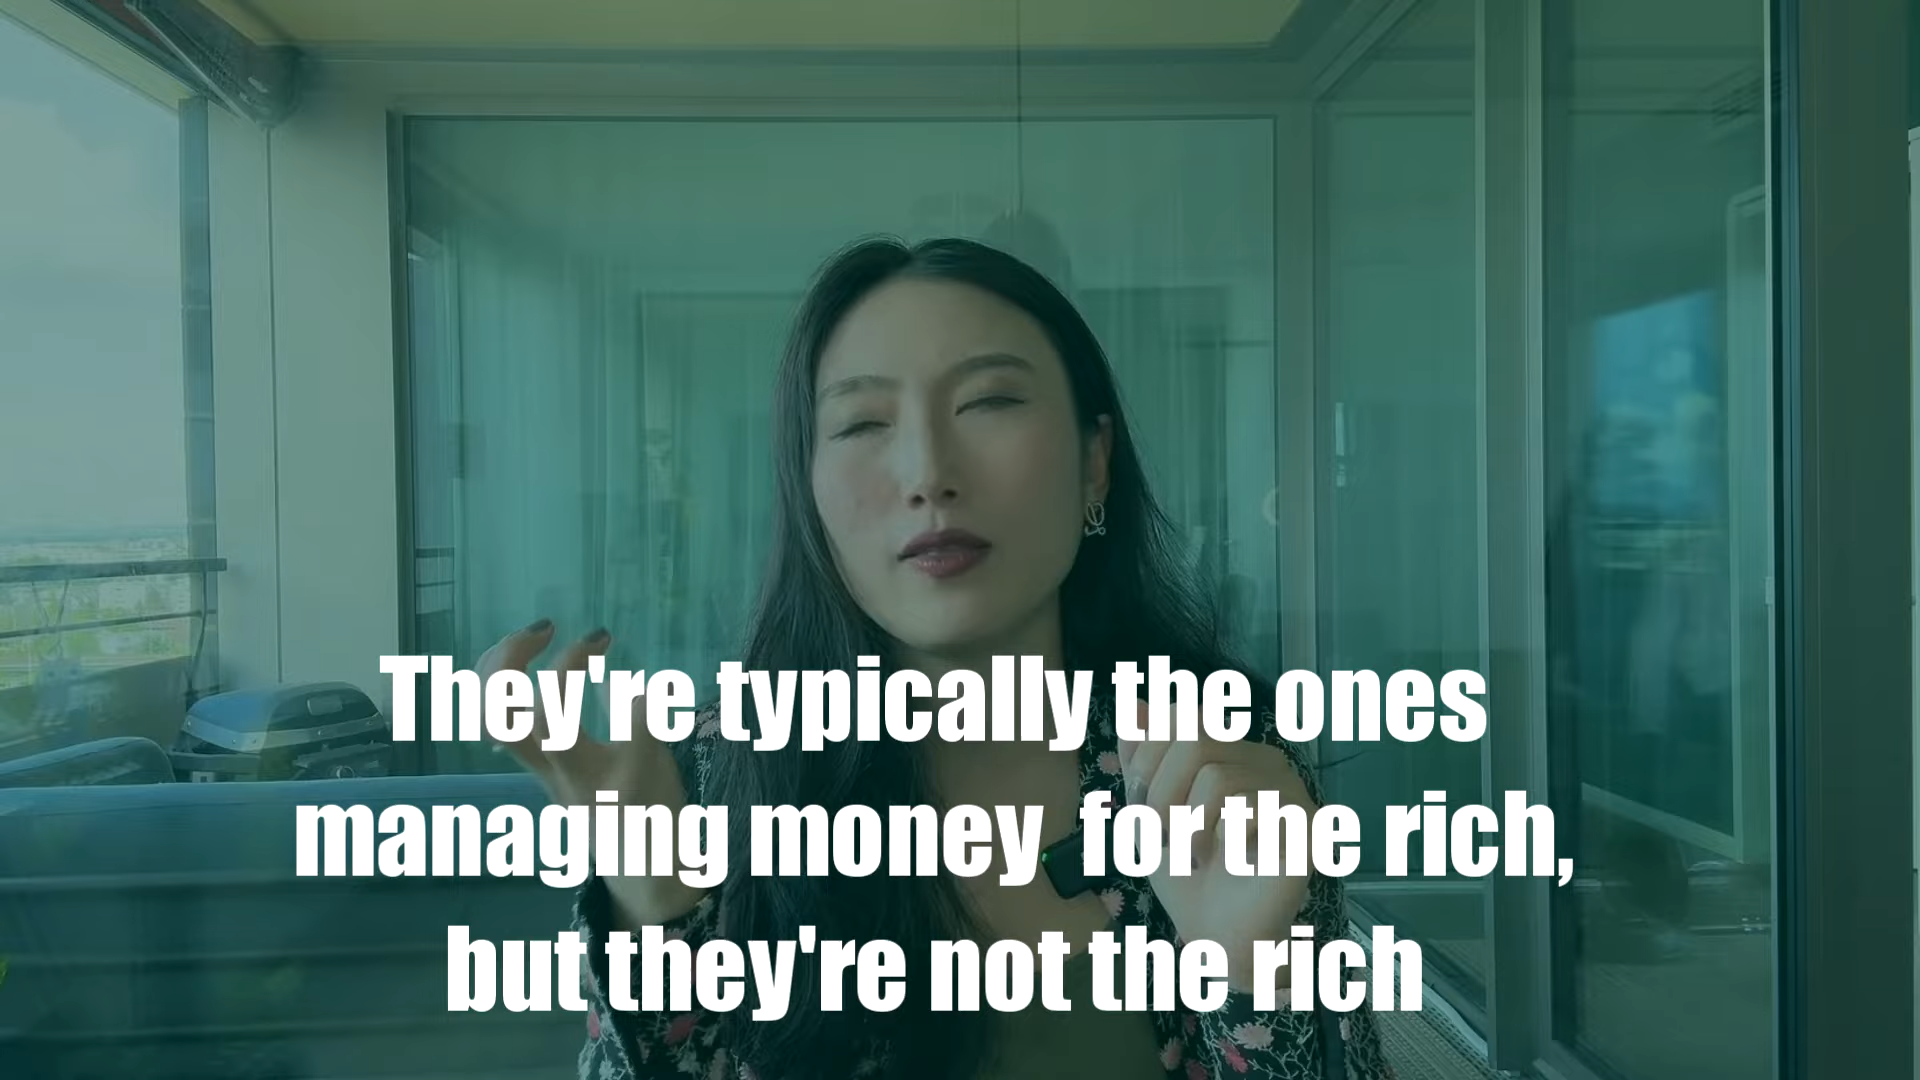 They're typically the ones
managing money  for the rich,
but they're not the rich